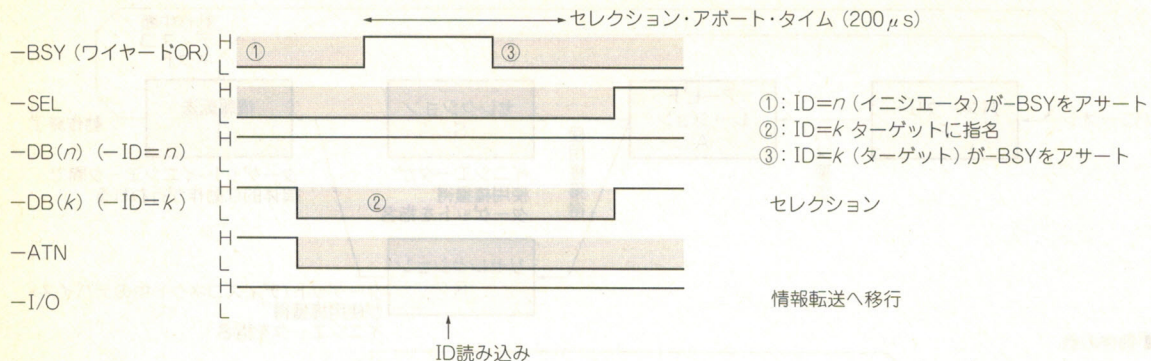 セレクション・アボート・タイム (200μs)
−BSY (ワイヤードOR) H L ① ③
−SEL H L
−DB(n) (−ID=n) H L
−DB(k) (−ID=k) H L ②
−ATN H L
−I/O H L
ID読み込み
①: ID=n (イニシエータ) が-BSYをアサート
②: ID=k ターゲットに指名
③: ID=k (ターゲット) が-BSYをアサート
セレクション
情報転送へ移行